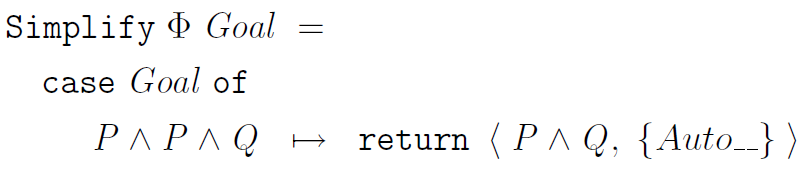 Simplify Φ Goal =
case Goal of
P ∧ P ∧ Q ↦ return ⟨ P ∧ Q, {Auto__} ⟩